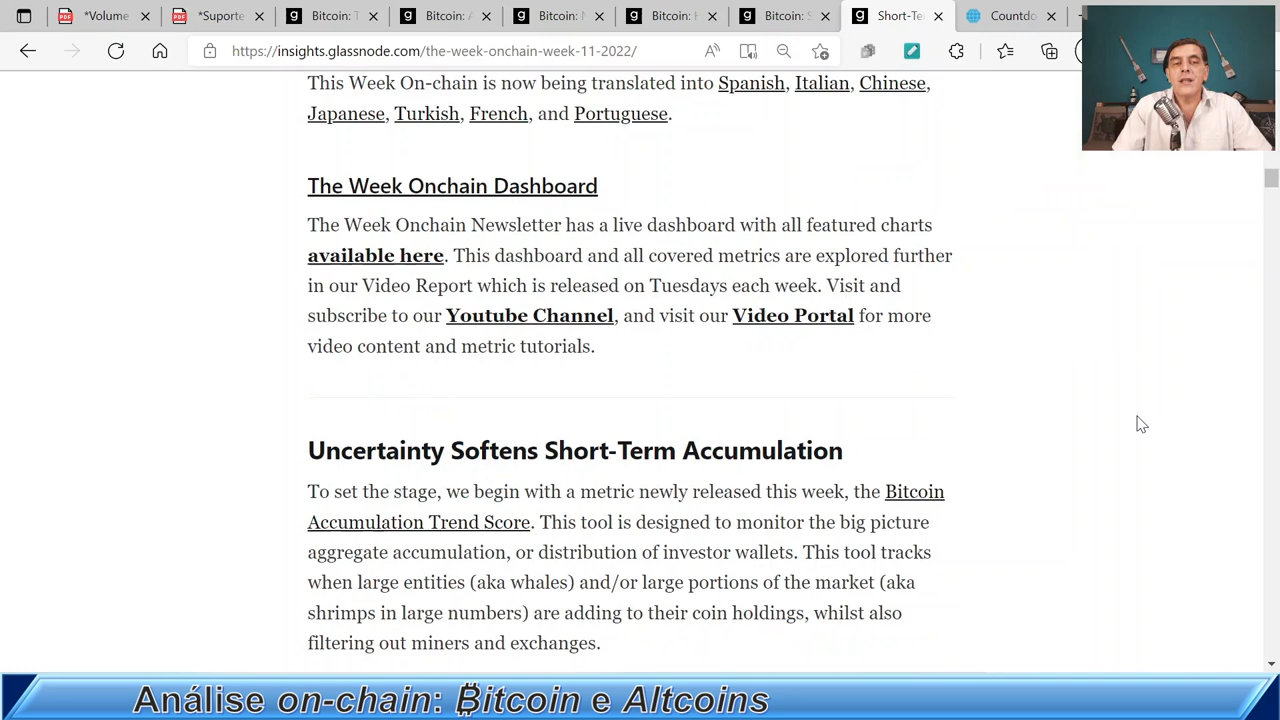 *Volume
*Suporte
Bitcoin: T
Bitcoin: A
Bitcoin: N
Bitcoin: H
Bitcoin: S
Short-Te
Countdo
https://insights.glassnode.com/the-week-onchain-week-11-2022/
This Week On-chain is now being translated into Spanish, Italian, Chinese,
Japanese, Turkish, French, and Portuguese.
The Week Onchain Dashboard
The Week Onchain Newsletter has a live dashboard with all featured charts
available here. This dashboard and all covered metrics are explored further
in our Video Report which is released on Tuesdays each week. Visit and
subscribe to our Youtube Channel, and visit our Video Portal for more
video content and metric tutorials.
Uncertainty Softens Short-Term Accumulation
To set the stage, we begin with a metric newly released this week, the Bitcoin
Accumulation Trend Score. This tool is designed to monitor the big picture
aggregate accumulation, or distribution of investor wallets. This tool tracks
when large entities (aka whales) and/or large portions of the market (aka
shrimps in large numbers) are adding to their coin holdings, whilst also
filtering out miners and exchanges.
Análise on-chain: ₿itcoin e Altcoins